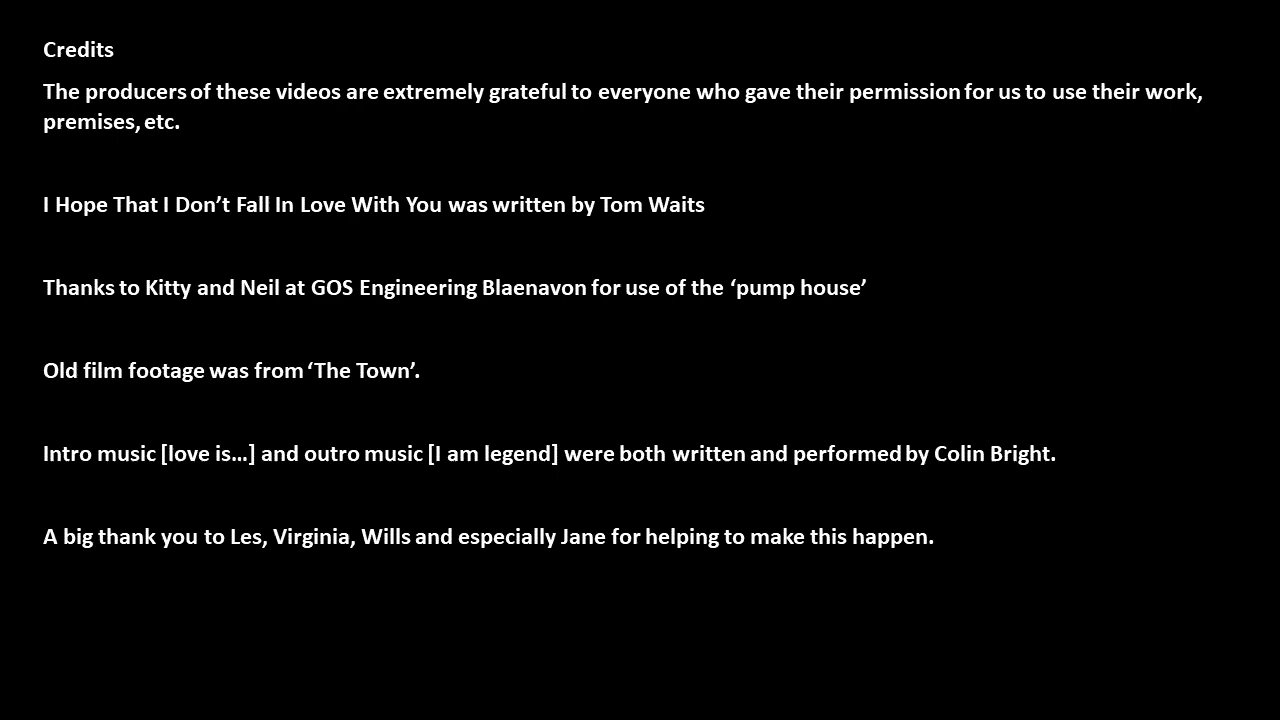 Credits
The producers of these videos are extremely grateful to everyone who gave their permission for us to use their work,
premises, etc.
I Hope That I Don’t Fall In Love With You was written by Tom Waits
Thanks to Kitty and Neil at GOS Engineering Blaenavon for use of the ‘pump house’
Old film footage was from ‘The Town’.
Intro music [love is…] and outro music [I am legend] were both written and performed by Colin Bright.
A big thank you to Les, Virginia, Wills and especially Jane for helping to make this happen.